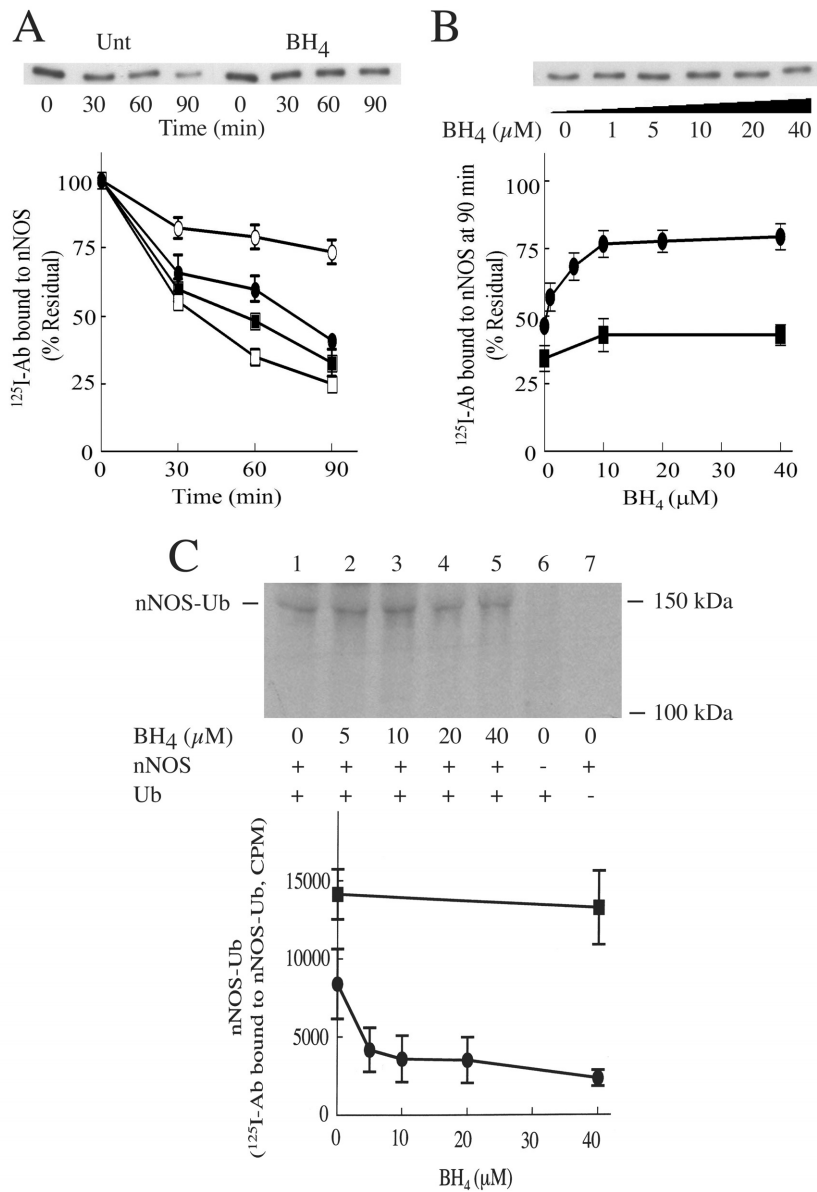 A
Unt BH4
0 30 60 90 0 30 60 90
Time (min)
125I-Ab bound to nNOS
(% Residual)
100
75
50
25
0
0 30 60 90
Time (min)
B
BH4 (µM) 0 1 5 10 20 40
125I-Ab bound to nNOS at 90 min
(% Residual)
100
75
50
25
0
0 10 20 30 40
BH4 (µM)
C
1 2 3 4 5 6 7
nNOS-Ub – – 150 kDa
– 100 kDa
BH4 (µM) 0 5 10 20 40 0 0
nNOS + + + + + - +
Ub + + + + + + -
nNOS-Ub
(125I-Ab bound to nNOS-Ub, CPM)
15000
10000
5000
0
0 10 20 30 40
BH4 (µM)